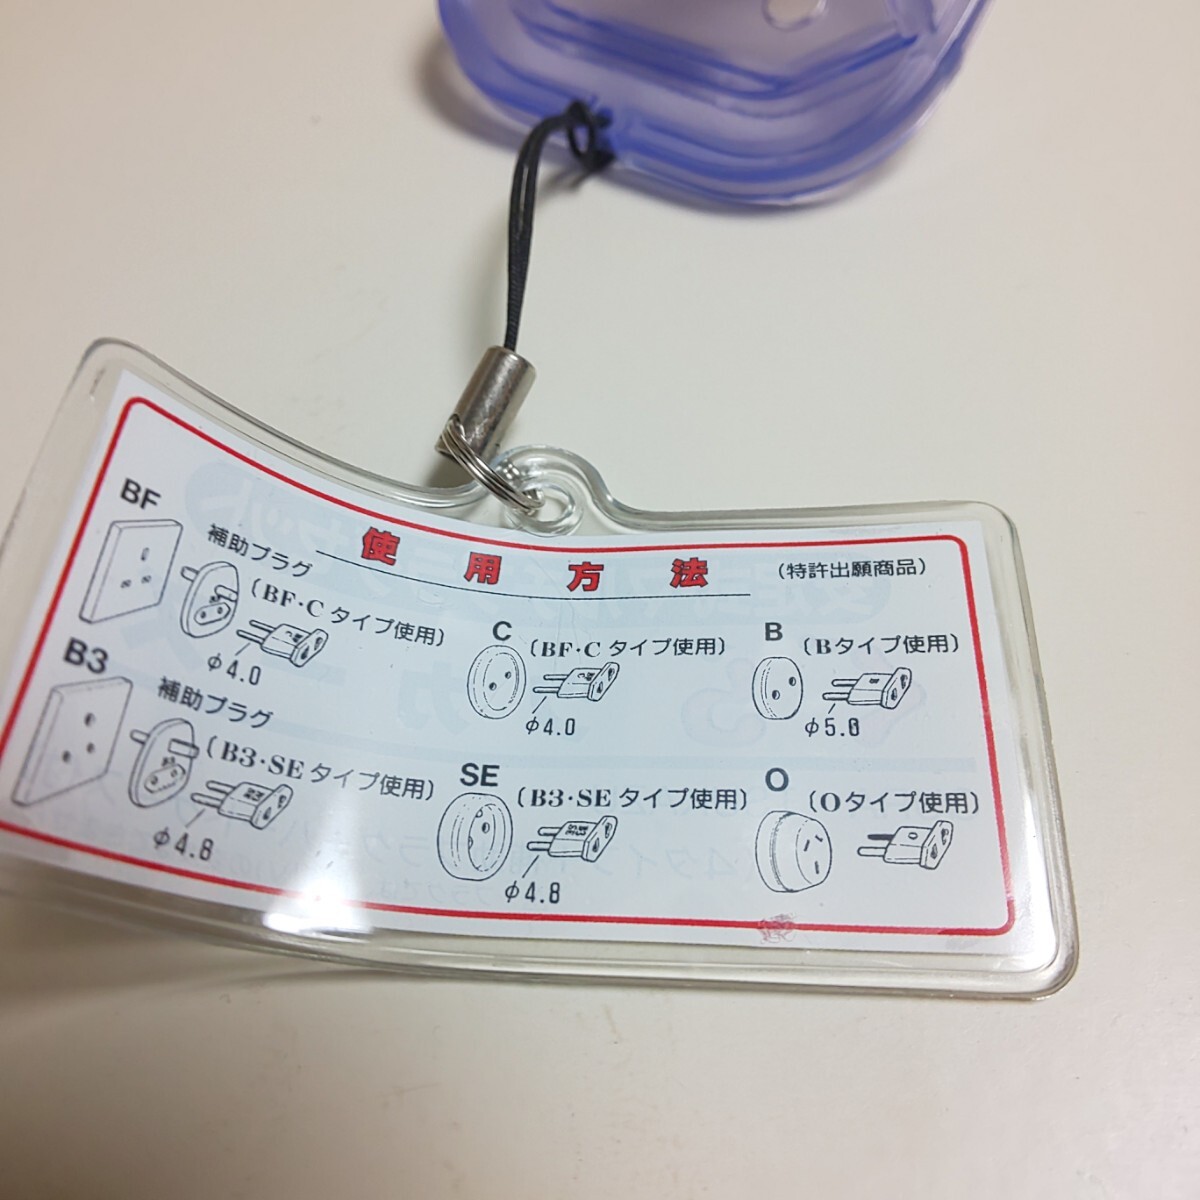 使用方法
(特許出願商品)
BF
補助プラグ
(BF·Cタイプ使用)
φ4.0
C
(BF·Cタイプ使用)
φ4.0
B
(Bタイプ使用)
φ5.0
B3
補助プラグ
(B3·SEタイプ使用)
φ4.8
SE
(B3·SEタイプ使用)
φ4.8
O
(Oタイプ使用)